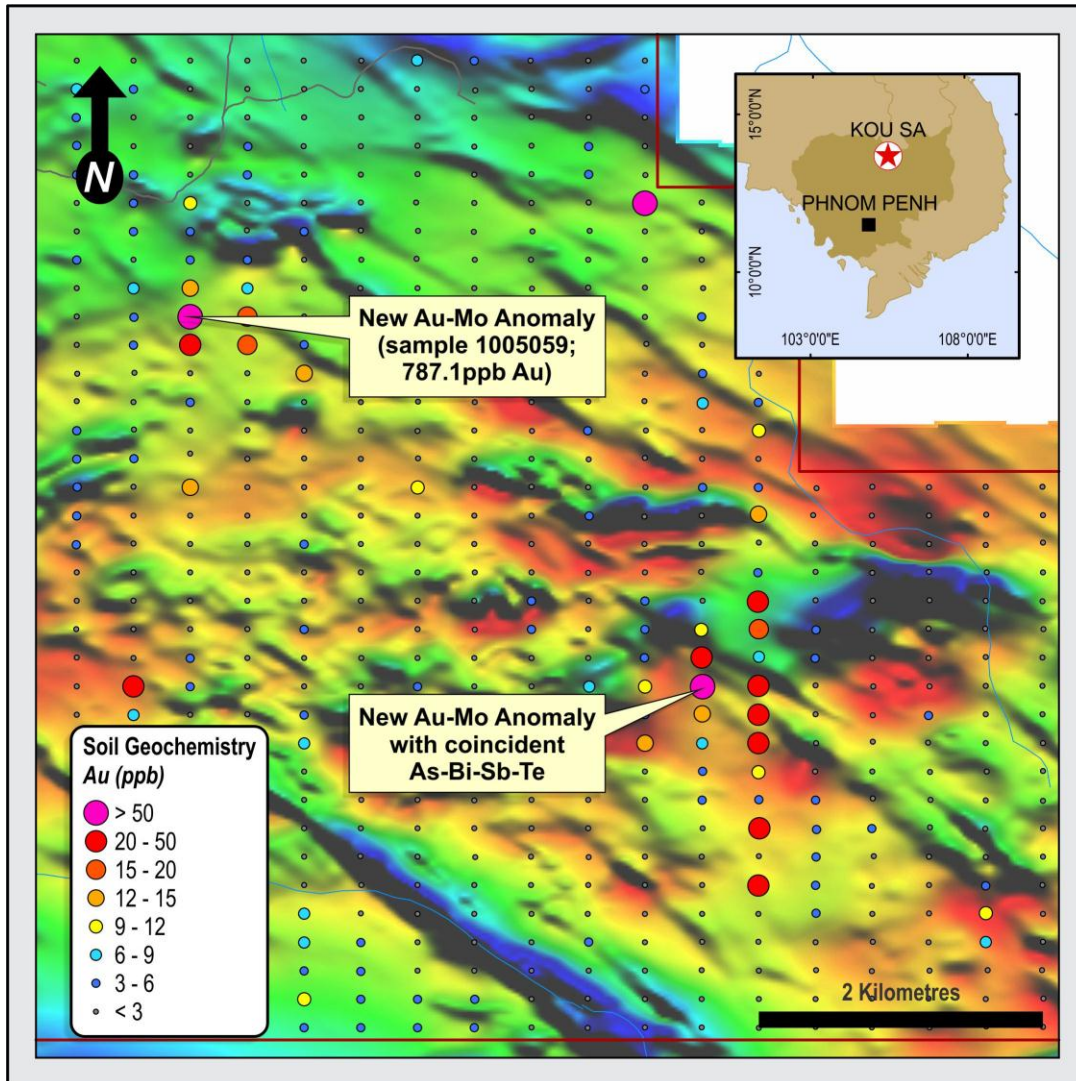 N
15°0'0"N
KOU SA
PHNOM PENH
10°0'0"N
103°0'0"E
108°0'0"E
New Au-Mo Anomaly
(sample 1005059;
787.1ppb Au)
New Au-Mo Anomaly
with coincident
As-Bi-Sb-Te
Soil Geochemistry
Au (ppb)
> 50
20 - 50
15 - 20
12 - 15
9 - 12
6 - 9
3 - 6
< 3
2 Kilometres